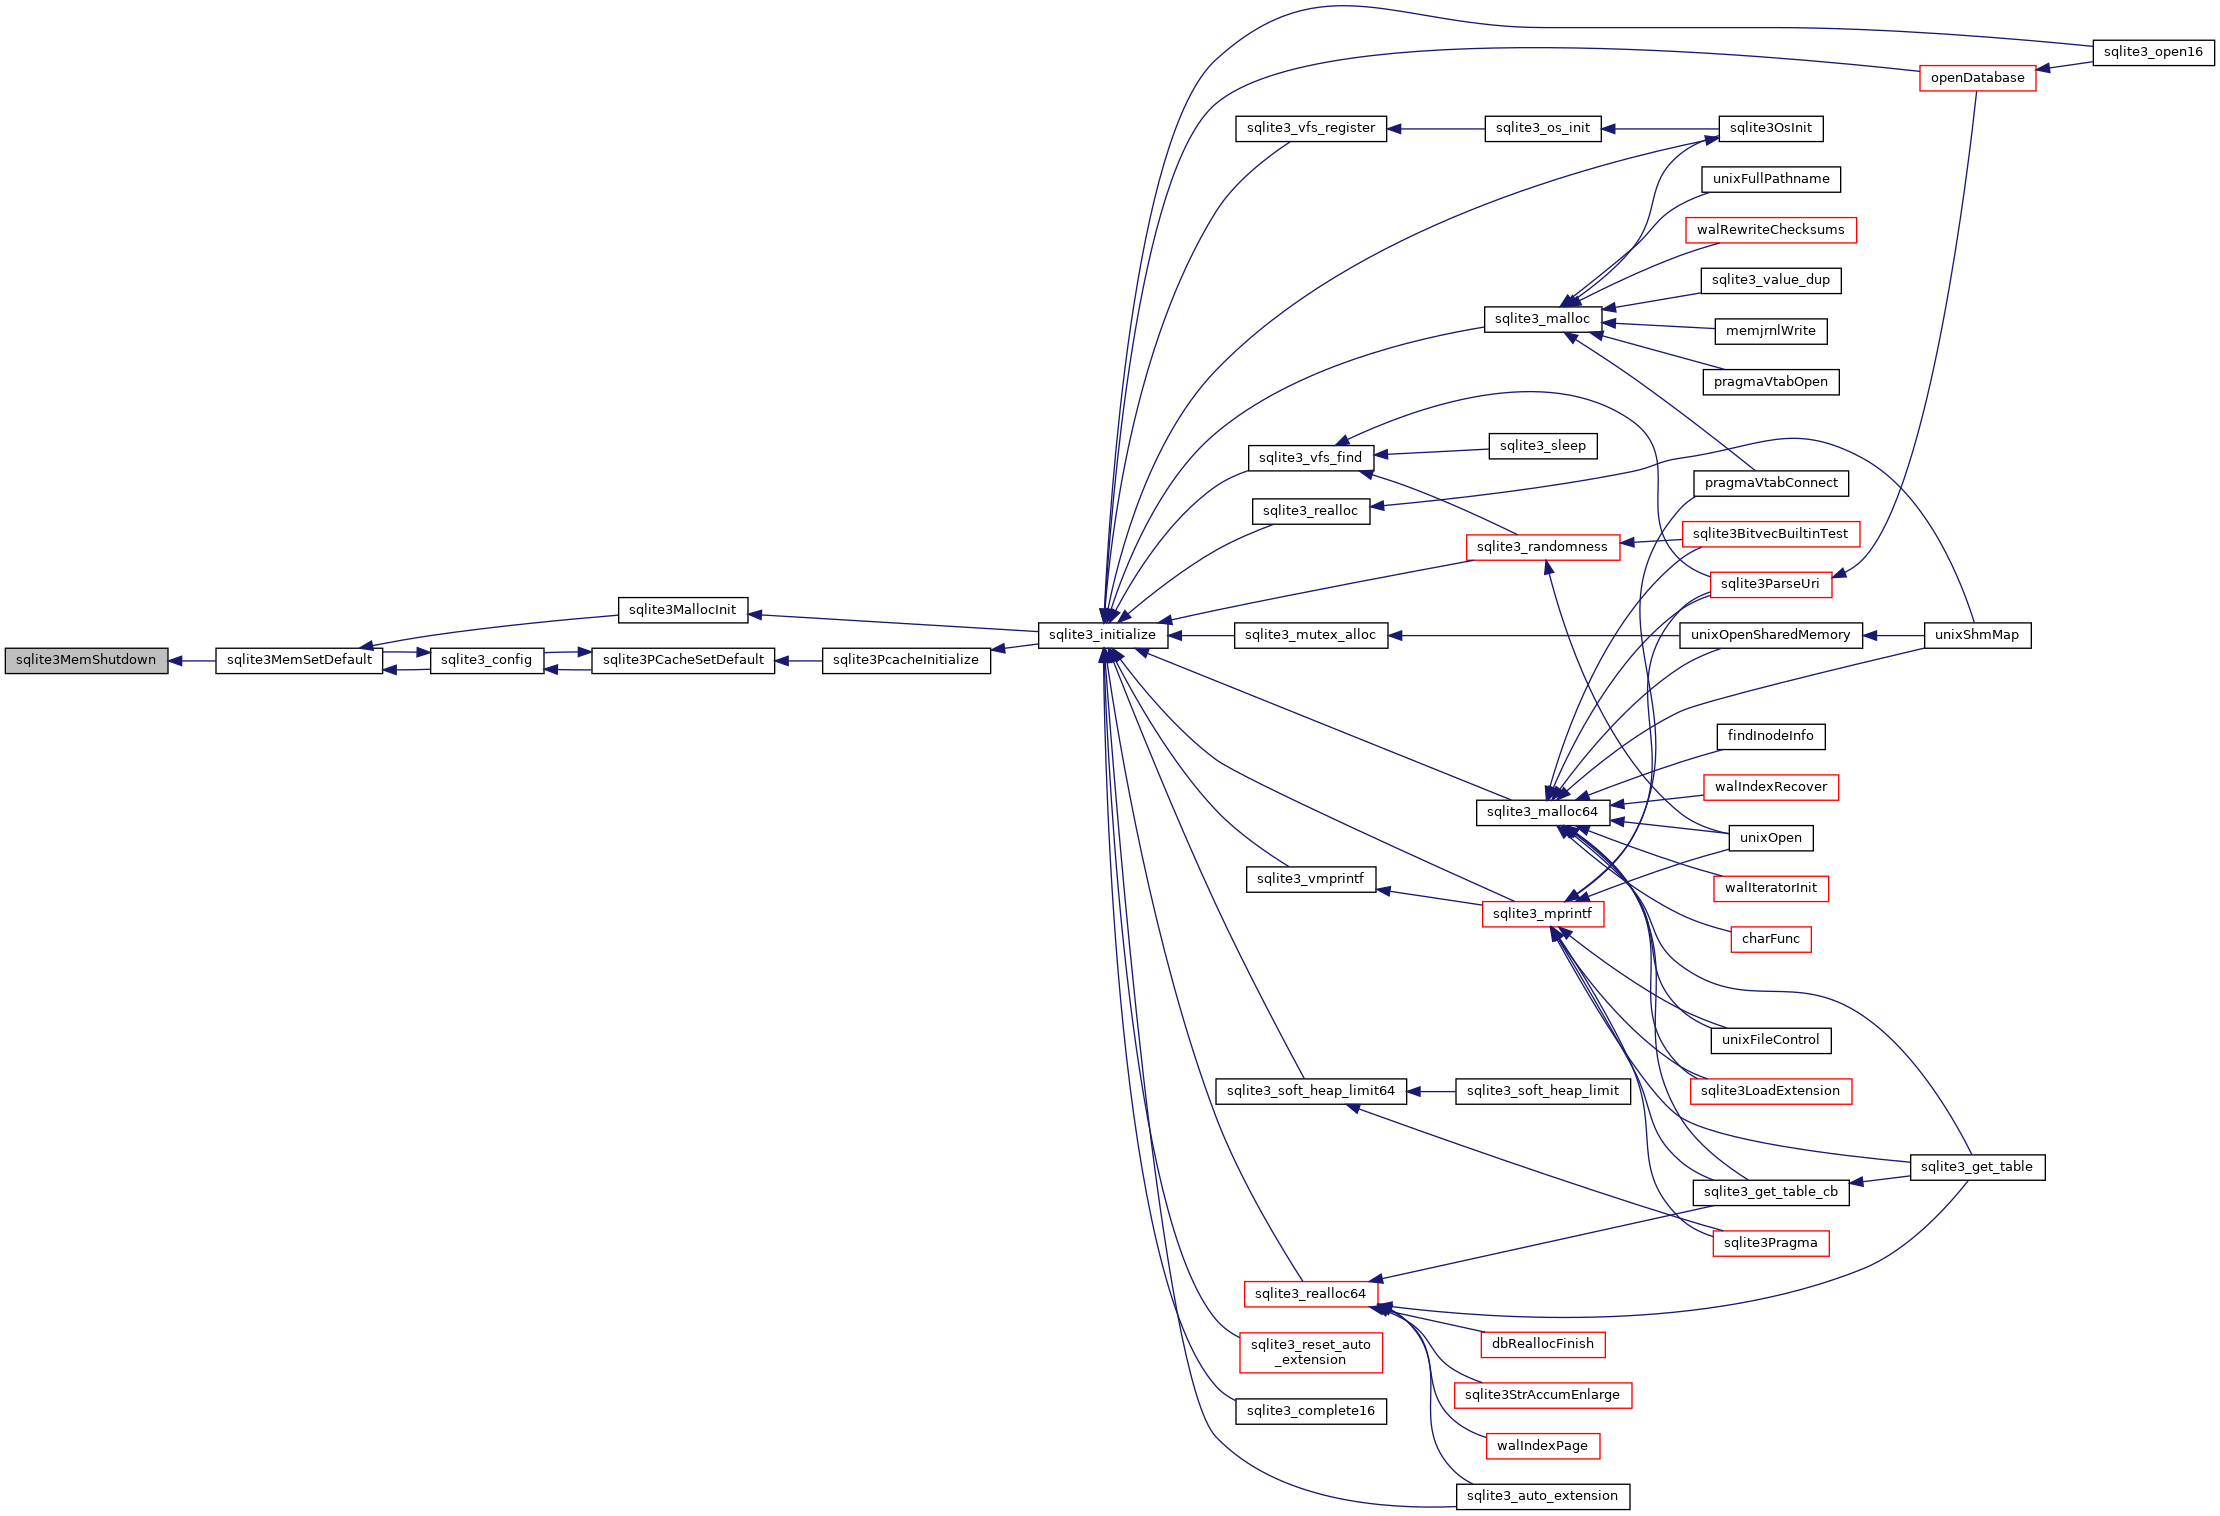 sqlite3_open16
openDatabase
sqlite3_vfs_register
sqlite3_os_init
sqlite3OsInit
unixFullPathname
walRewriteChecksums
sqlite3_value_dup
sqlite3_malloc
memjrnlWrite
pragmaVtabOpen
sqlite3_sleep
sqlite3_vfs_find
pragmaVtabConnect
sqlite3_realloc
sqlite3BitvecBuiltinTest
sqlite3_randomness
sqlite3ParseUri
sqlite3MallocInit
sqlite3_initialize
sqlite3_mutex_alloc
unixOpenSharedMemory
unixShmMap
sqlite3MemShutdown
sqlite3MemSetDefault
sqlite3_config
sqlite3PCacheSetDefault
sqlite3PcacheInitialize
findInodeInfo
walIndexRecover
sqlite3_malloc64
unixOpen
sqlite3_vmprintf
walIteratorInit
sqlite3_mprintf
charFunc
unixFileControl
sqlite3_soft_heap_limit64
sqlite3_soft_heap_limit
sqlite3LoadExtension
sqlite3_get_table
sqlite3_get_table_cb
sqlite3Pragma
sqlite3_realloc64
dbReallocFinish
sqlite3_reset_auto
_extension
sqlite3StrAccumEnlarge
sqlite3_complete16
walIndexPage
sqlite3_auto_extension